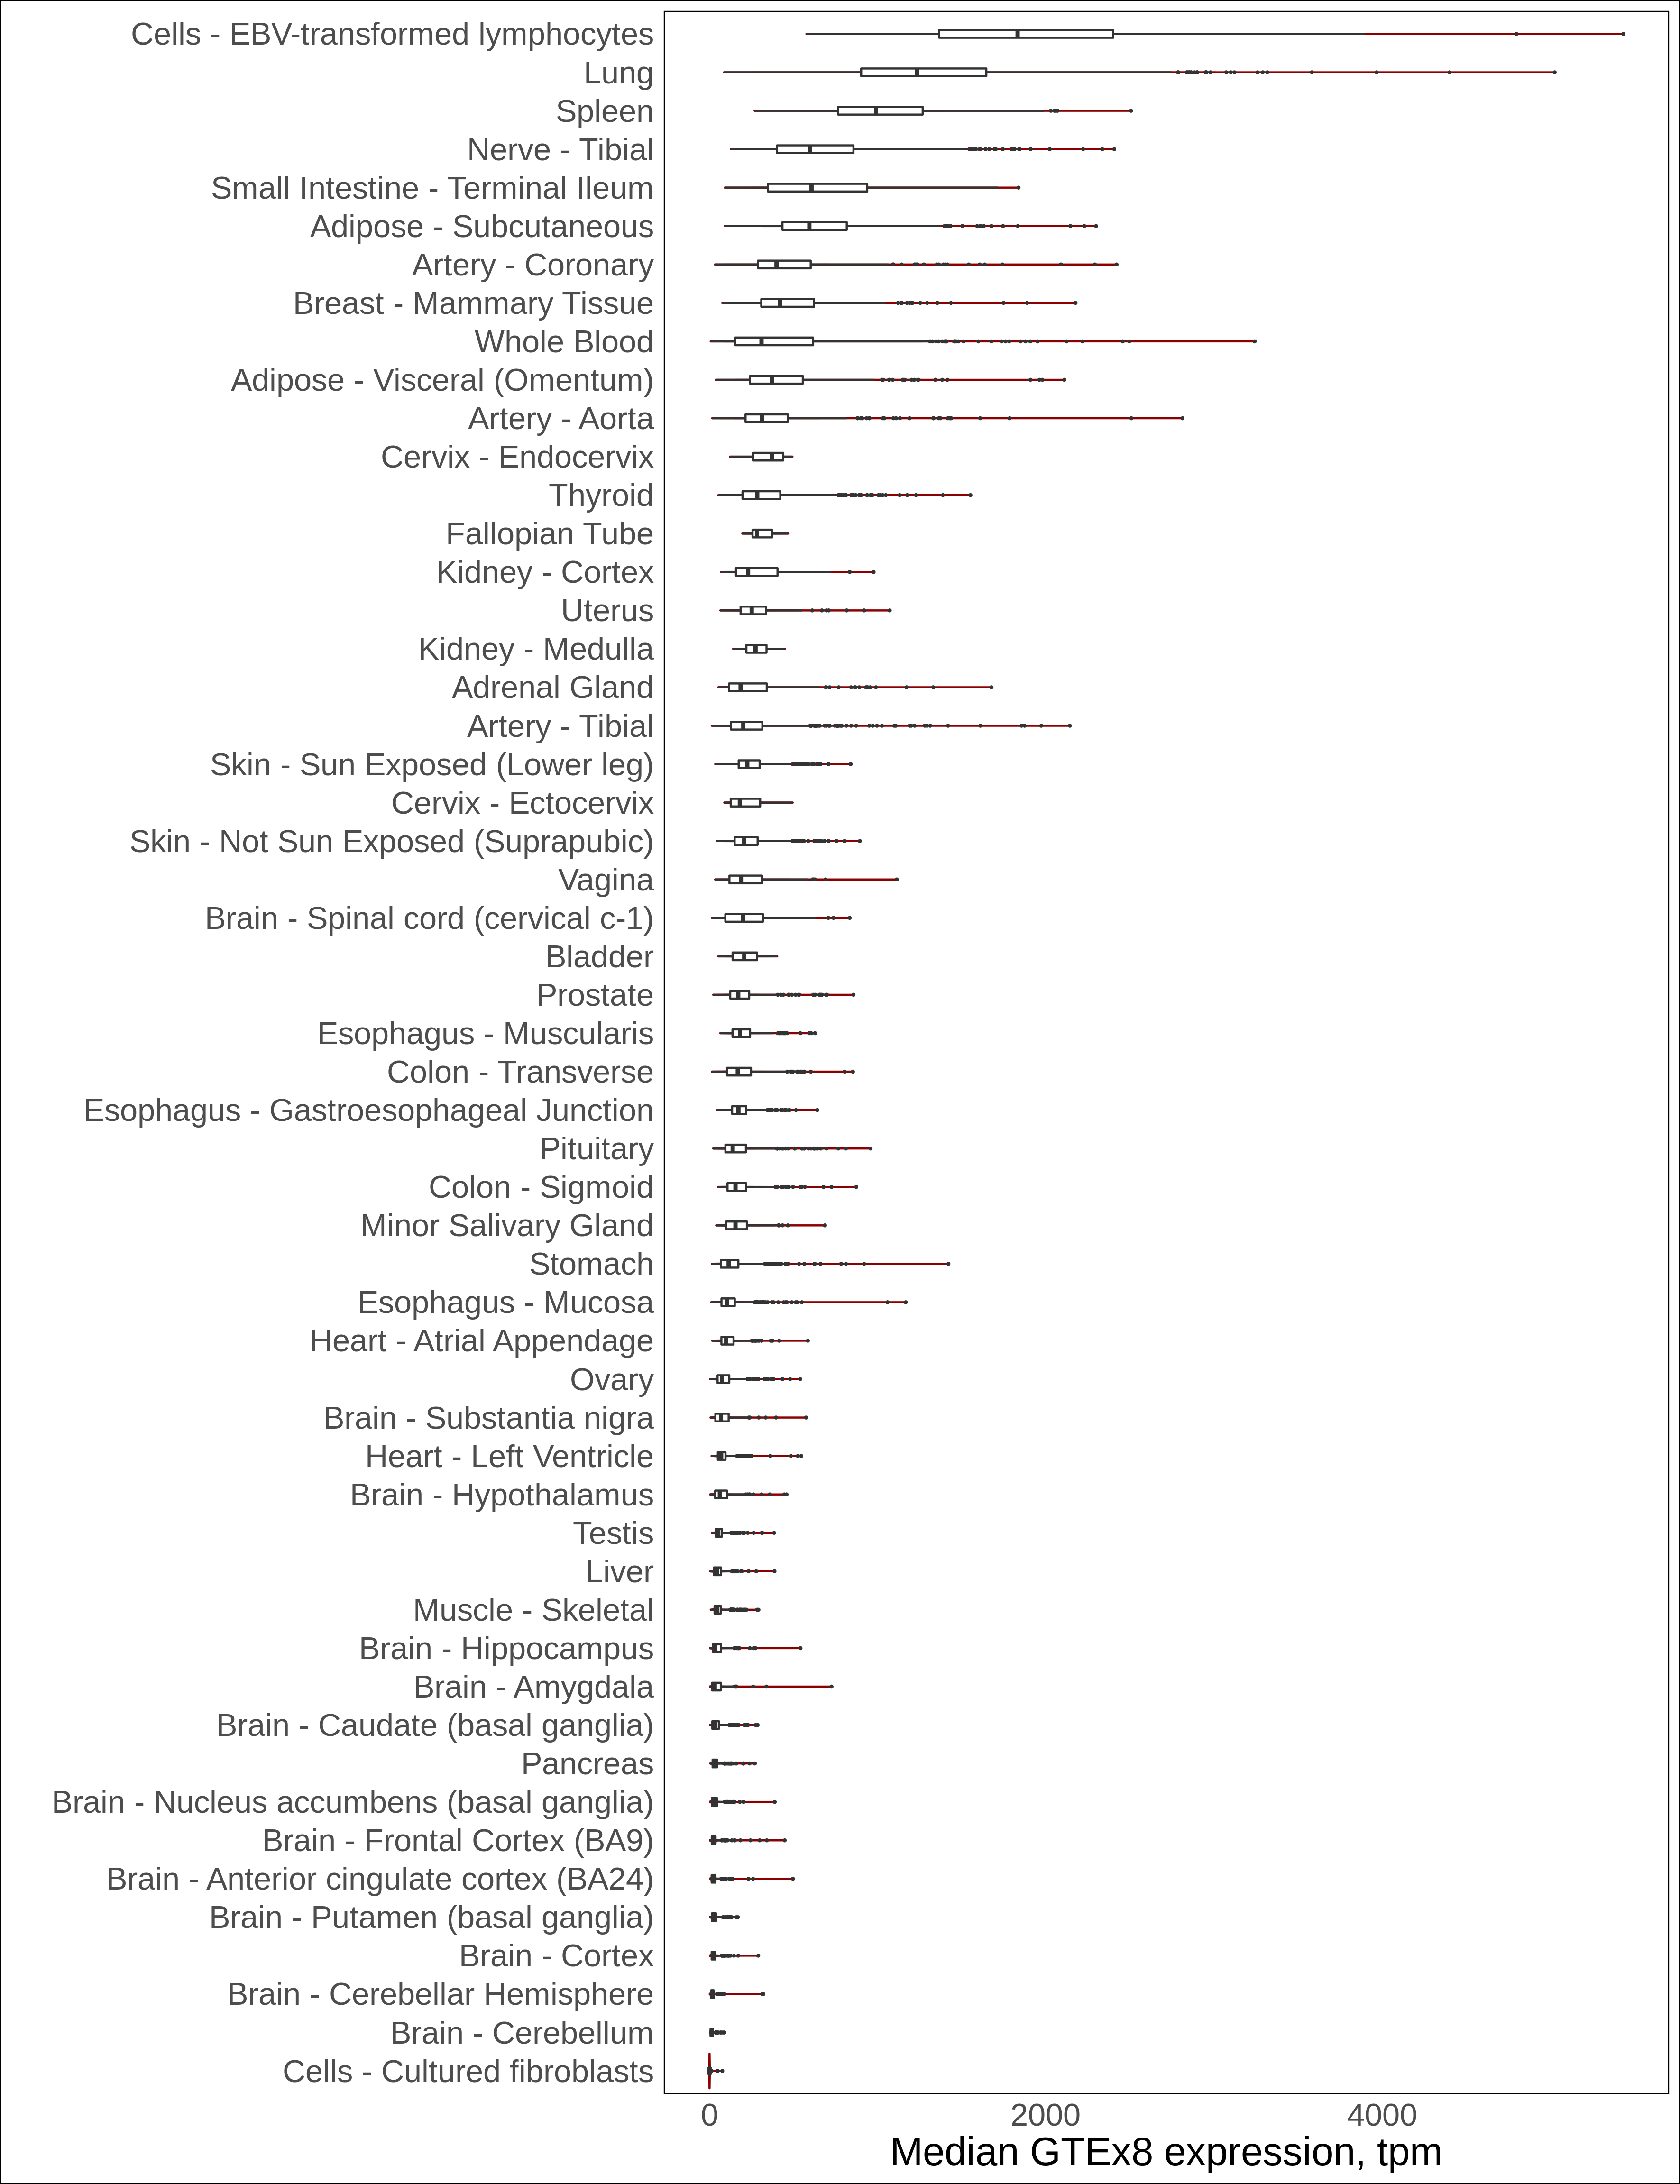 Cells - EBV-transformed lymphocytes
Lung
Spleen
Nerve - Tibial
Small Intestine - Terminal Ileum
Adipose - Subcutaneous
Artery - Coronary
Breast - Mammary Tissue
Whole Blood
Adipose - Visceral (Omentum)
Artery - Aorta
Cervix - Endocervix
Thyroid
Fallopian Tube
Kidney - Cortex
Uterus
Kidney - Medulla
Adrenal Gland
Artery - Tibial
Skin - Sun Exposed (Lower leg)
Cervix - Ectocervix
Skin - Not Sun Exposed (Suprapubic)
Vagina
Brain - Spinal cord (cervical c-1)
Bladder
Prostate
Esophagus - Muscularis
Colon - Transverse
Esophagus - Gastroesophageal Junction
Pituitary
Colon - Sigmoid
Minor Salivary Gland
Stomach
Esophagus - Mucosa
Heart - Atrial Appendage
Ovary
Brain - Substantia nigra
Heart - Left Ventricle
Brain - Hypothalamus
Testis
Liver
Muscle - Skeletal
Brain - Hippocampus
Brain - Amygdala
Brain - Caudate (basal ganglia)
Pancreas
Brain - Nucleus accumbens (basal ganglia)
Brain - Frontal Cortex (BA9)
Brain - Anterior cingulate cortex (BA24)
Brain - Putamen (basal ganglia)
Brain - Cortex
Brain - Cerebellar Hemisphere
Brain - Cerebellum
Cells - Cultured fibroblasts
0 2000 4000
Median GTEx8 expression, tpm